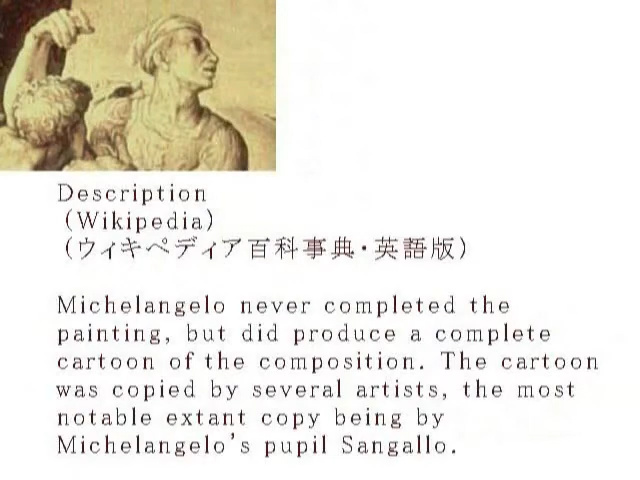 Description
(Wikipedia)
(ウィキペディア百科事典・英語版)
Michelangelo never completed the
painting, but did produce a complete
cartoon of the composition. The cartoon
was copied by several artists, the most
notable extant copy being by
Michelangelo's pupil Sangallo.